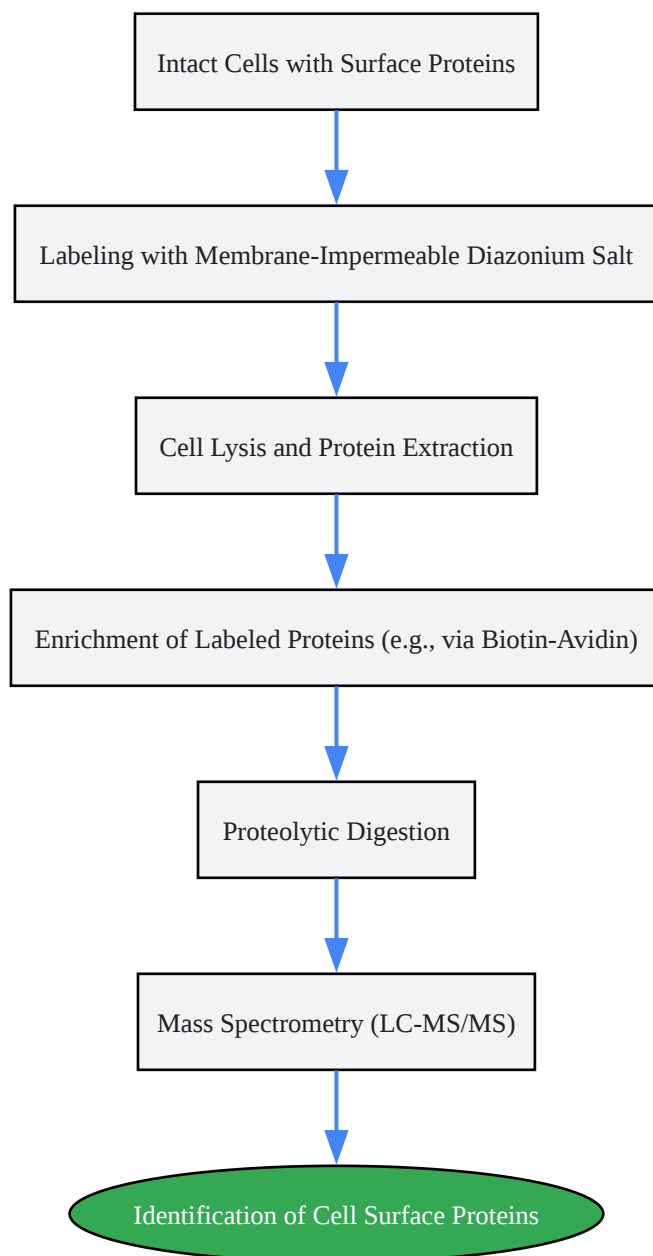 Intact Cells with Surface Proteins
Labeling with Membrane-Impermeable Diazonium Salt
Cell Lysis and Protein Extraction
Enrichment of Labeled Proteins (e.g., via Biotin-Avidin)
Proteolytic Digestion
Mass Spectrometry (LC-MS/MS)
Identification of Cell Surface Proteins